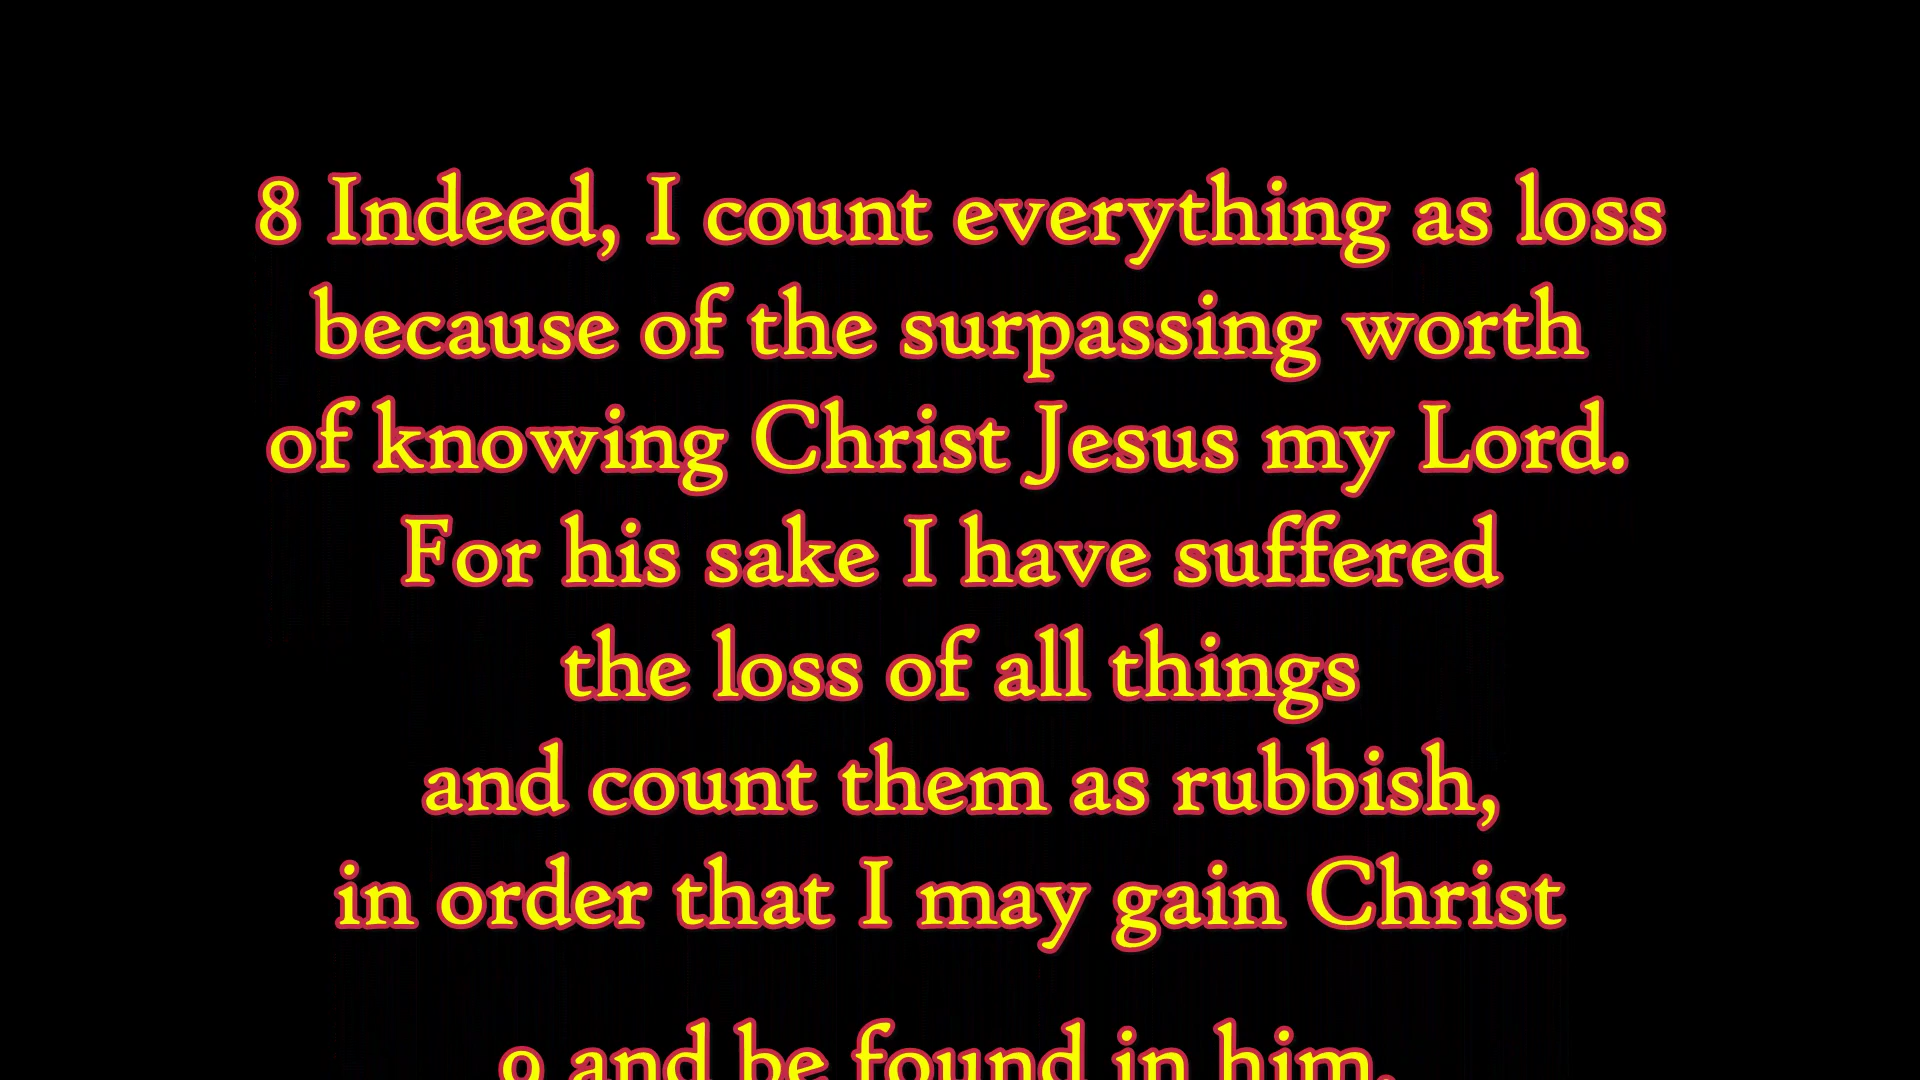 8 Indeed, I count everything as loss
because of the surpassing worth
of knowing Christ Jesus my Lord.
For his sake I have suffered
the loss of all things
and count them as rubbish,
in order that I may gain Christ
9 and be found in him,